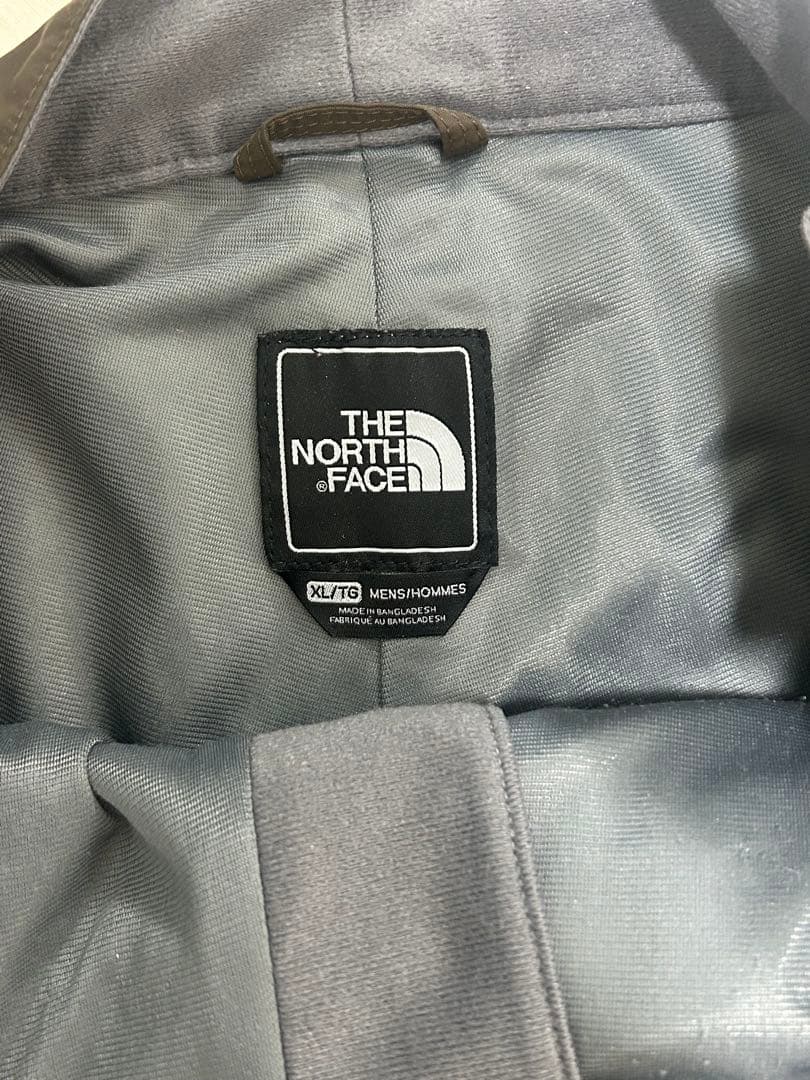 THE
NORTH
®FACE
XL/TG MENS/HOMMES
MADE IN BANGLADESH
FABRIQUÉ AU BANGLADESH